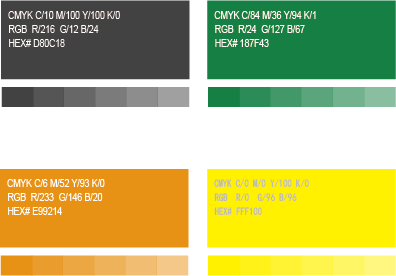 CMYK C/10 M/100 Y/100 K/0
RGB R/216 G/12 B/24
HEX# D80C18
CMYK C/84 M/36 Y/94 K/1
RGB R/24 G/127 B/67
HEX# 187F43
CMYK C/6 M/52 Y/93 K/0
RGB R/233 G/146 B/20
HEX# E99214
CMYK C/0 M/0 Y/100 K/0
RGB R/0 G/96 B/96
HEX# FFF100